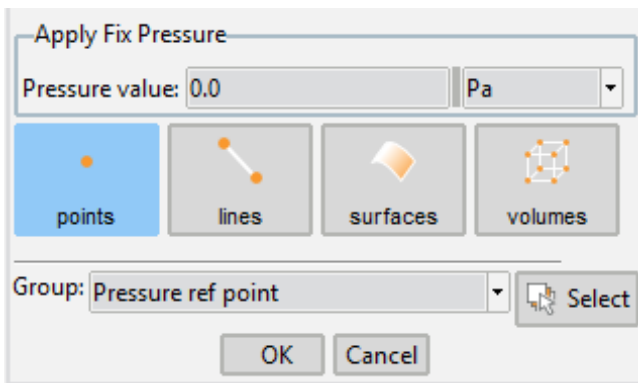 Apply Fix Pressure
Pressure value: 0.0 Pa
points lines surfaces volumes
Group: Pressure ref point Select
OK Cancel